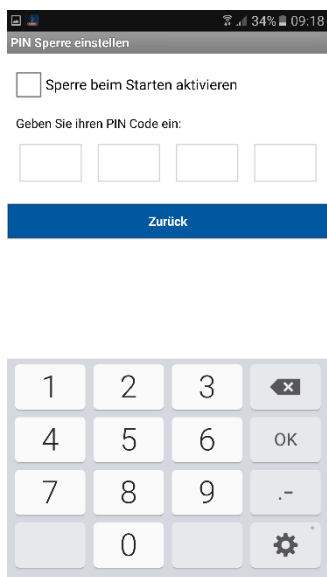 34% 09:18
PIN Sperre einstellen
Sperre beim Starten aktivieren
Geben Sie ihren PIN Code ein:
Zurück
1 2 3
4 5 6 OK
7 8 9 .-
0